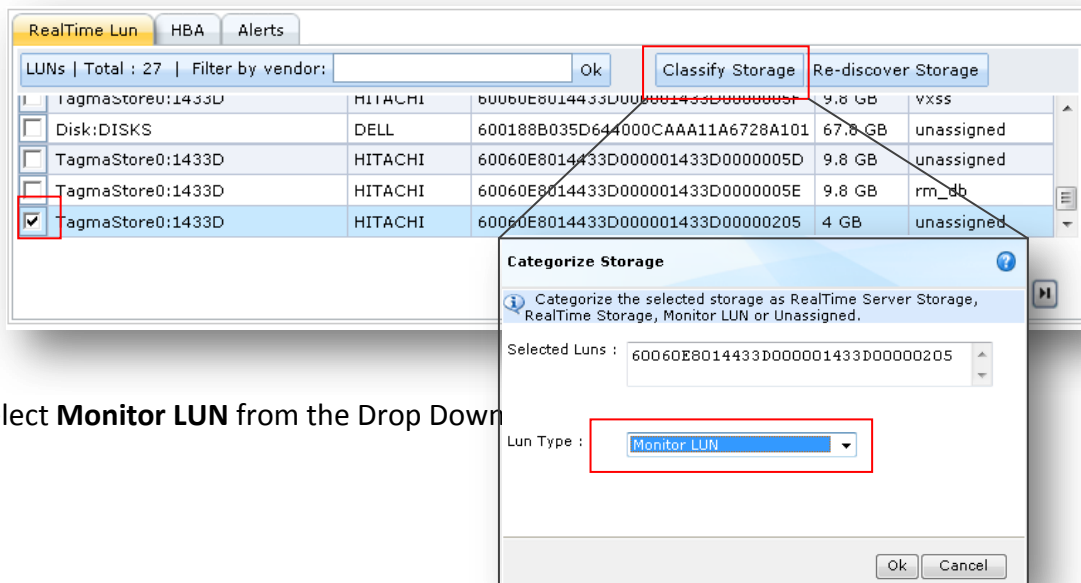 RealTime Lun HBA Alerts
LUNs | Total : 27 | Filter by vendor: Ok Classify Storage Re-discover Storage
TagmaStore0:1433D HITACHI 60060E8014433D000001433D0000005F 9.8 GB vxss
Disk:DISKS DELL 600188B035D644000CAAA11A6728A101 67.8 GB unassigned
TagmaStore0:1433D HITACHI 60060E8014433D000001433D0000005D 9.8 GB unassigned
TagmaStore0:1433D HITACHI 60060E8014433D000001433D0000005E 9.8 GB rm_db
TagmaStore0:1433D HITACHI 60060E8014433D000001433D00000205 4 GB unassigned
Categorize Storage
Categorize the selected storage as RealTime Server Storage,
RealTime Storage, Monitor LUN or Unassigned.
Selected Luns : 60060E8014433D000001433D00000205
lect Monitor LUN from the Drop Down
Lun Type : Monitor LUN
Ok Cancel